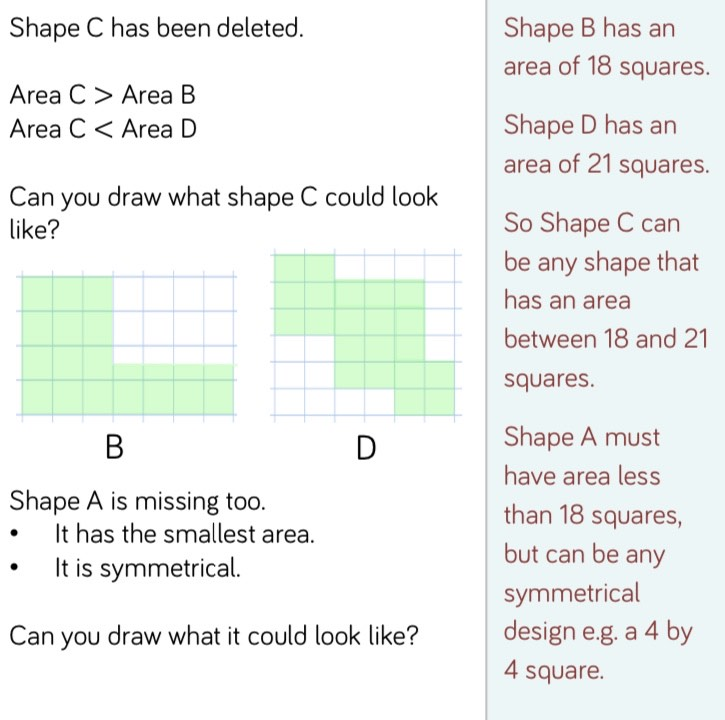 Shape C has been deleted.
Area C > Area B
Area C < Area D
Can you draw what shape C could look
like?
B
D
Shape A is missing too.
• It has the smallest area.
• It is symmetrical.
Can you draw what it could look like?
Shape B has an
area of 18 squares.
Shape D has an
area of 21 squares.
So Shape C can
be any shape that
has an area
between 18 and 21
squares.
Shape A must
have area less
than 18 squares,
but can be any
symmetrical
design e.g. a 4 by
4 square.